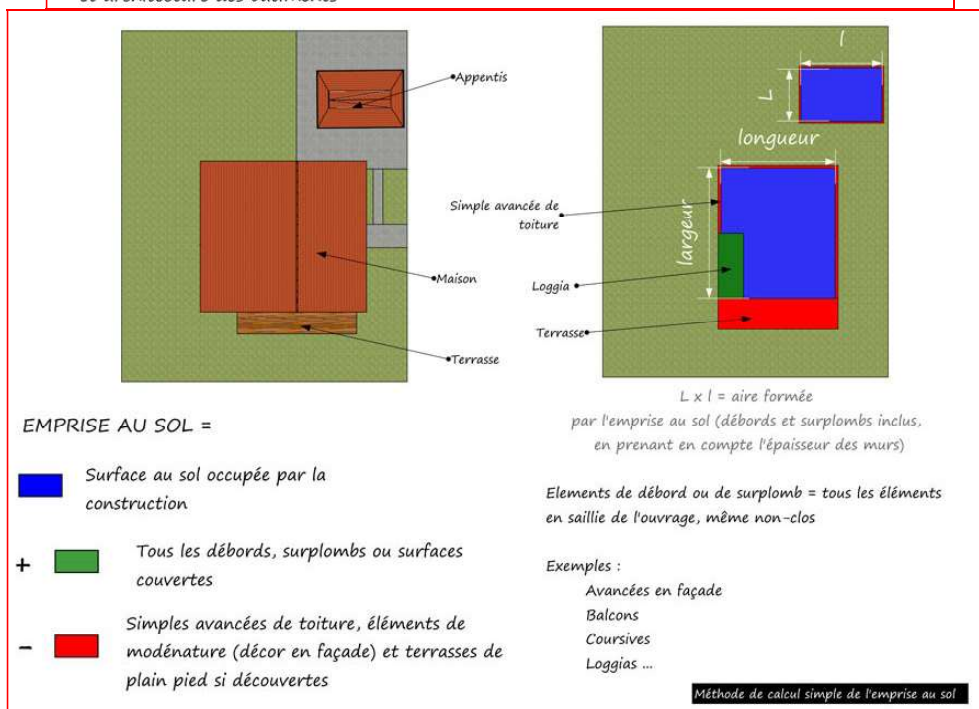 Appentis
Maison
Terrasse
l
L
longueur
largeur
Simple avancée de
toiture
Loggia
Terrasse
L x l = aire formée
par l'emprise au sol (débords et surplombs inclus,
en prenant en compte l'épaisseur des murs)
EMPRISE AU SOL =
Surface au sol occupée par la
construction
+ Tous les débords, surplombs ou surfaces
couvertes
- Simples avancées de toiture, éléments de
modénature (décor en façade) et terrasses de
plain pied si découvertes
Elements de débord ou de surplomb = tous les éléments
en saillie de l'ouvrage, même non-clos
Exemples :
Avancées en façade
Balcons
Coursives
Loggias ...
Méthode de calcul simple de l'emprise au sol